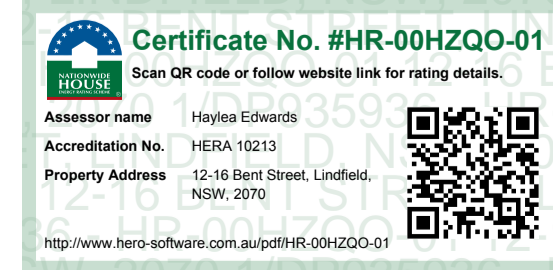 Certificate No. #HR-00HZQO-01
Scan QR code or follow website link for rating details.
NATIONWIDE
HOUSE
ENERGY RATING SCHEME
®
Assessor name Haylea Edwards
Accreditation No. HERA 10213
Property Address 12-16 Bent Street, Lindfield,
NSW, 2070
http://www.hero-software.com.au/pdf/HR-00HZQO-01